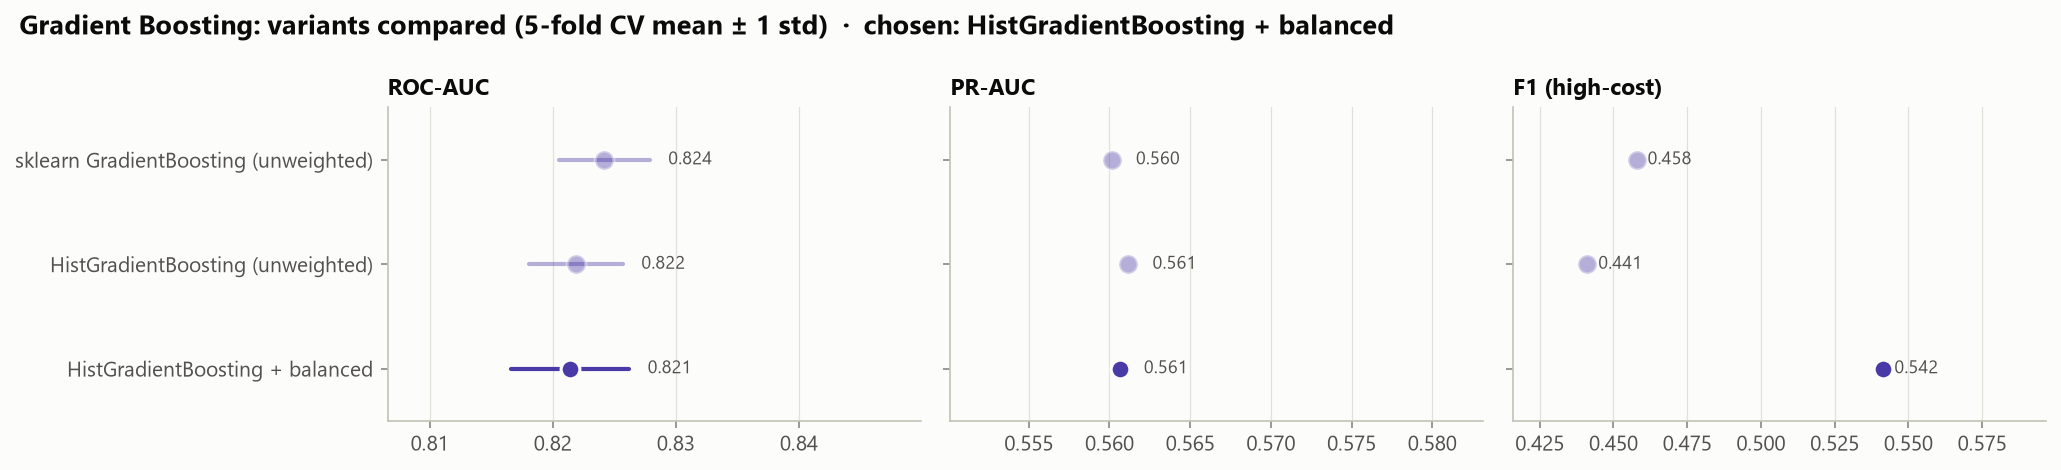 Gradient Boosting: variants compared (5-fold CV mean ± 1 std)  ·  chosen: HistGradientBoosting + balanced
ROC-AUC
PR-AUC
F1 (high-cost)
sklearn GradientBoosting (unweighted)
0.824
0.560
0.458
HistGradientBoosting (unweighted)
0.822
0.561
0.441
HistGradientBoosting + balanced
0.821
0.561
0.542
0.81 0.82 0.83 0.84
0.555 0.560 0.565 0.570 0.575 0.580
0.425 0.450 0.475 0.500 0.525 0.550 0.575